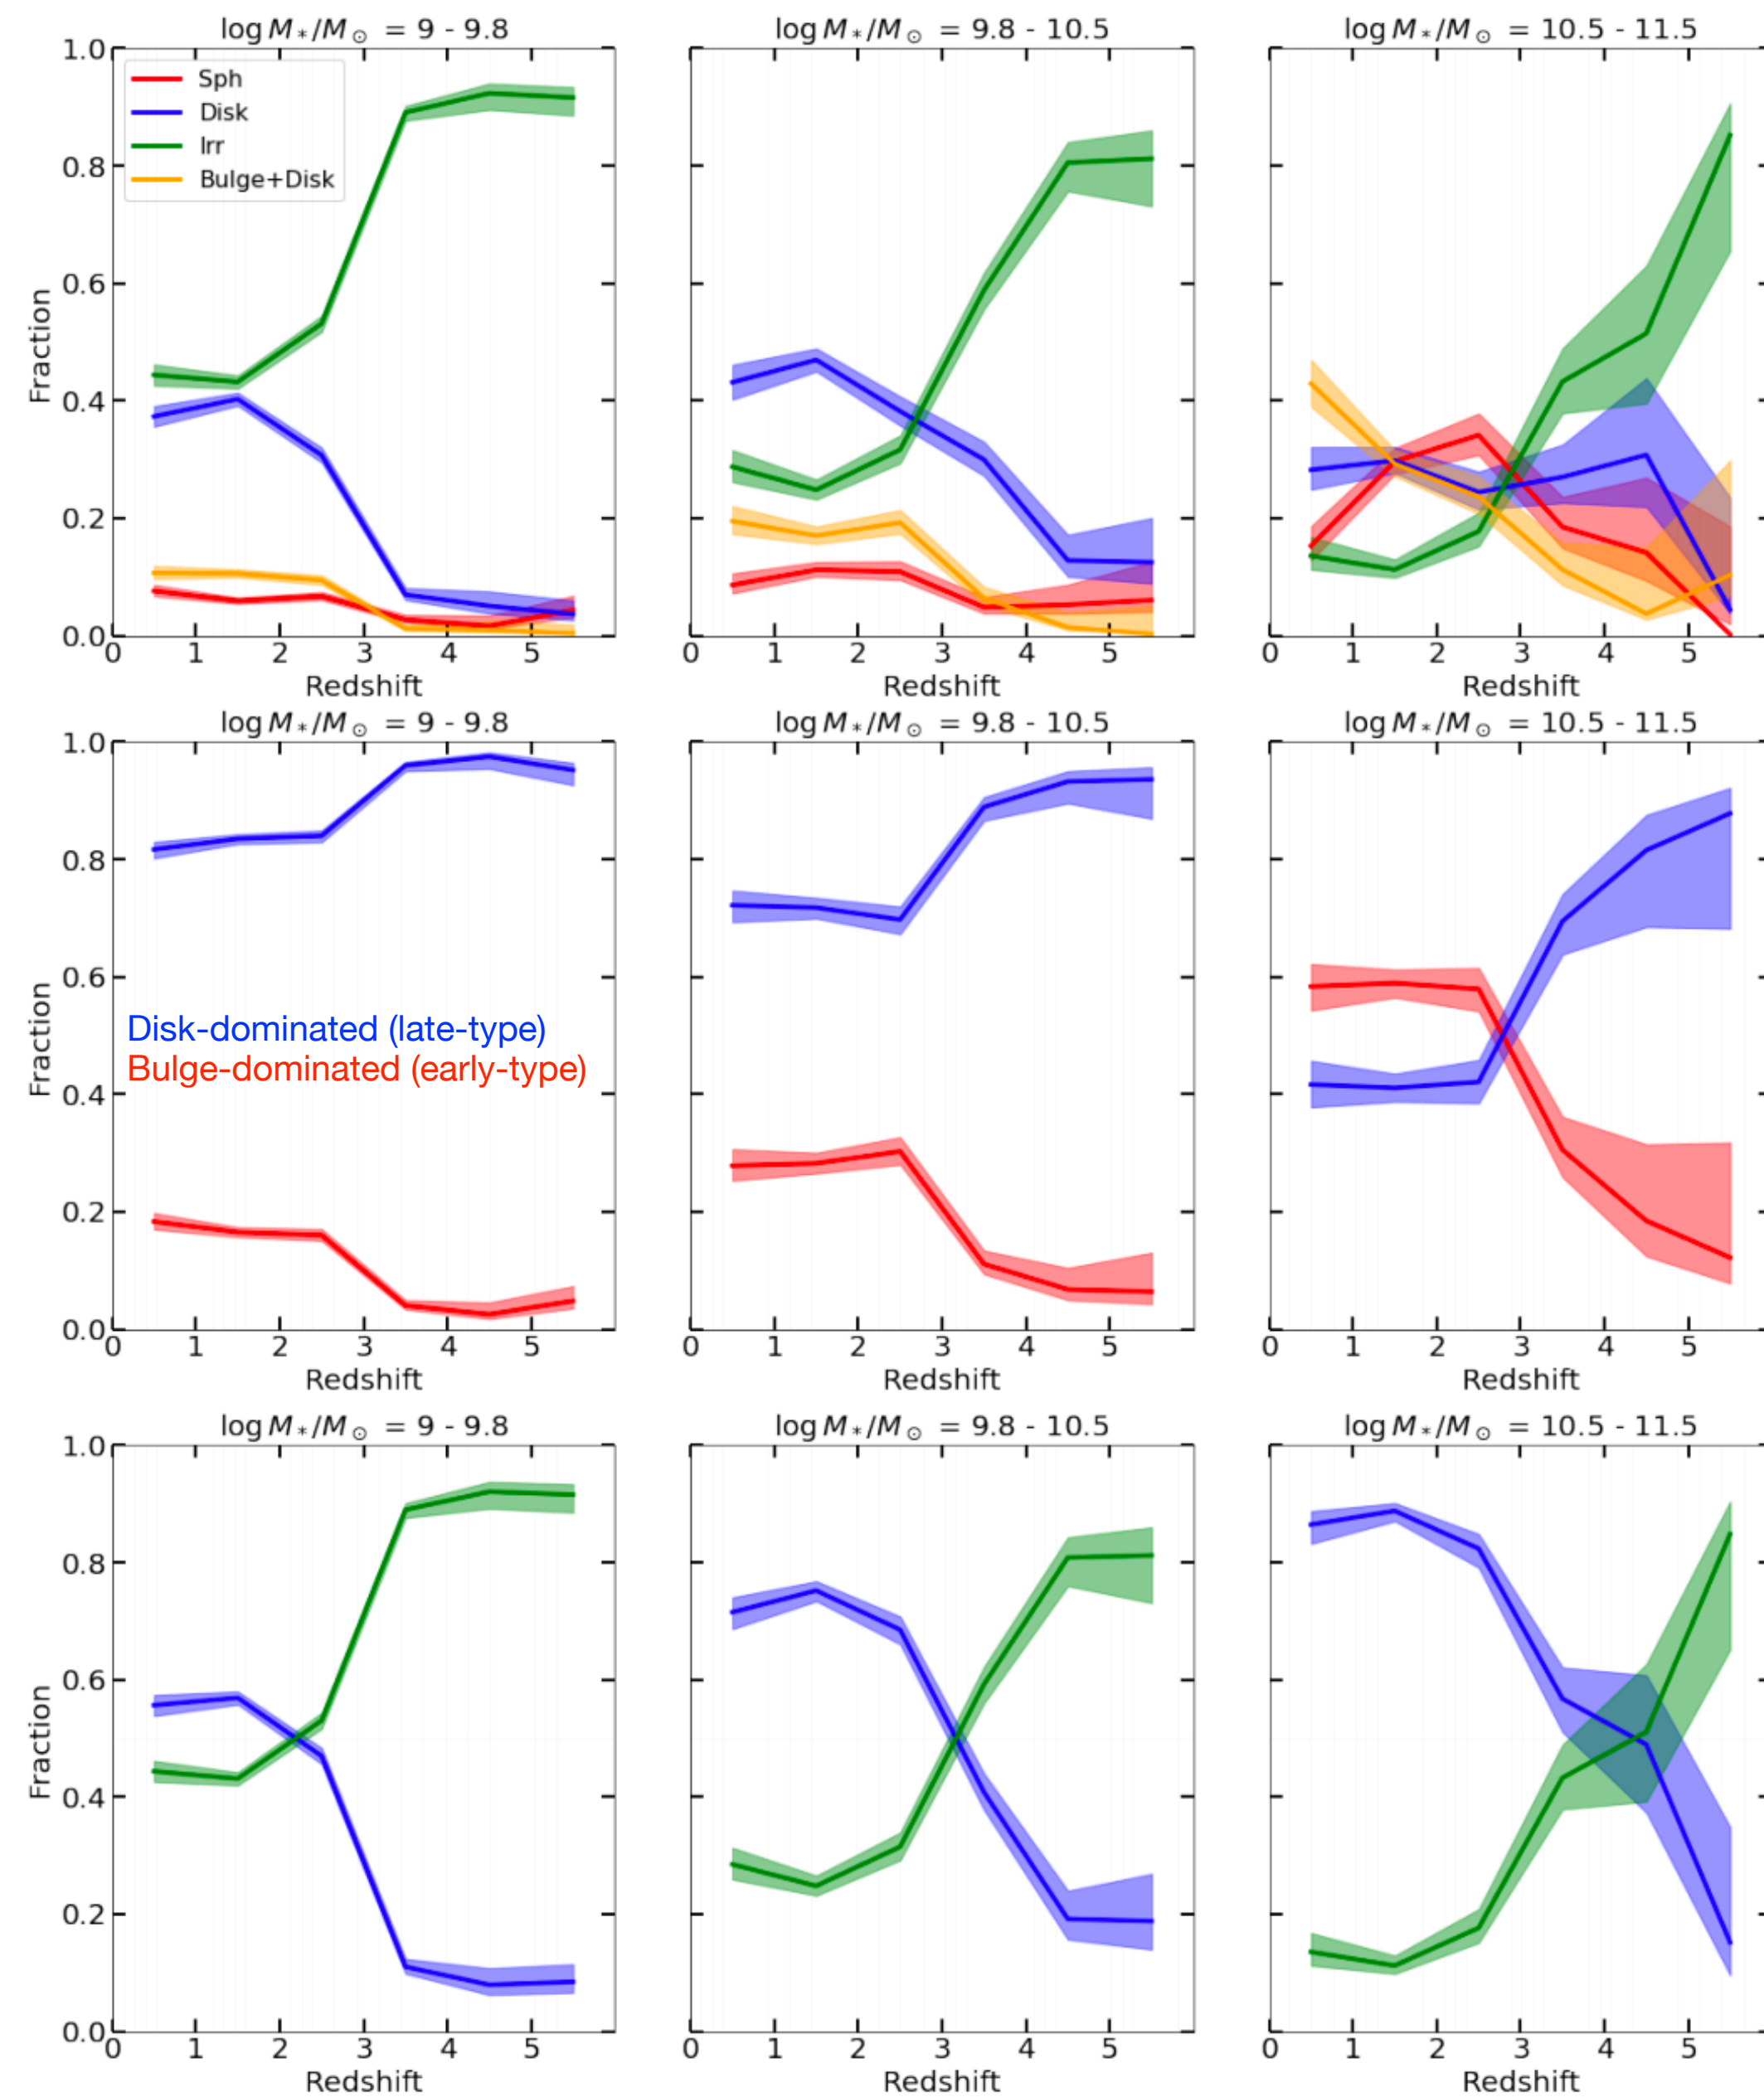 log M*/M⊙ = 9 - 9.8
log M*/M⊙ = 9.8 - 10.5
log M*/M⊙ = 10.5 - 11.5
1.0
0.8
0.6
0.4
0.2
0.0
Fraction
Sph
Disk
Irr
Bulge+Disk
0 1 2 3 4 5
0 1 2 3 4 5
0 1 2 3 4 5
Redshift
Redshift
Redshift
log M*/M⊙ = 9 - 9.8
log M*/M⊙ = 9.8 - 10.5
log M*/M⊙ = 10.5 - 11.5
1.0
0.8
0.6
0.4
0.2
0.0
Fraction
Disk-dominated (late-type)
Bulge-dominated (early-type)
0 1 2 3 4 5
0 1 2 3 4 5
0 1 2 3 4 5
Redshift
Redshift
Redshift
log M*/M⊙ = 9 - 9.8
log M*/M⊙ = 9.8 - 10.5
log M*/M⊙ = 10.5 - 11.5
1.0
0.8
0.6
0.4
0.2
0.0
Fraction
0 1 2 3 4 5
0 1 2 3 4 5
0 1 2 3 4 5
Redshift
Redshift
Redshift